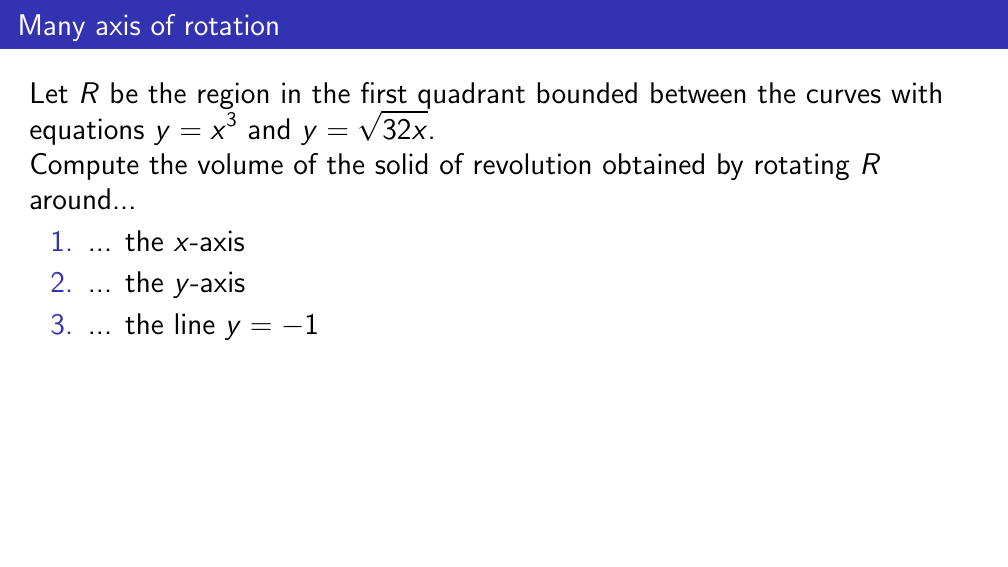 Many axis of rotation
Let R be the region in the first quadrant bounded between the curves with
equations y = x³ and y = √32x.
Compute the volume of the solid of revolution obtained by rotating R
around...
1. ... the x-axis
2. ... the y-axis
3. ... the line y = −1